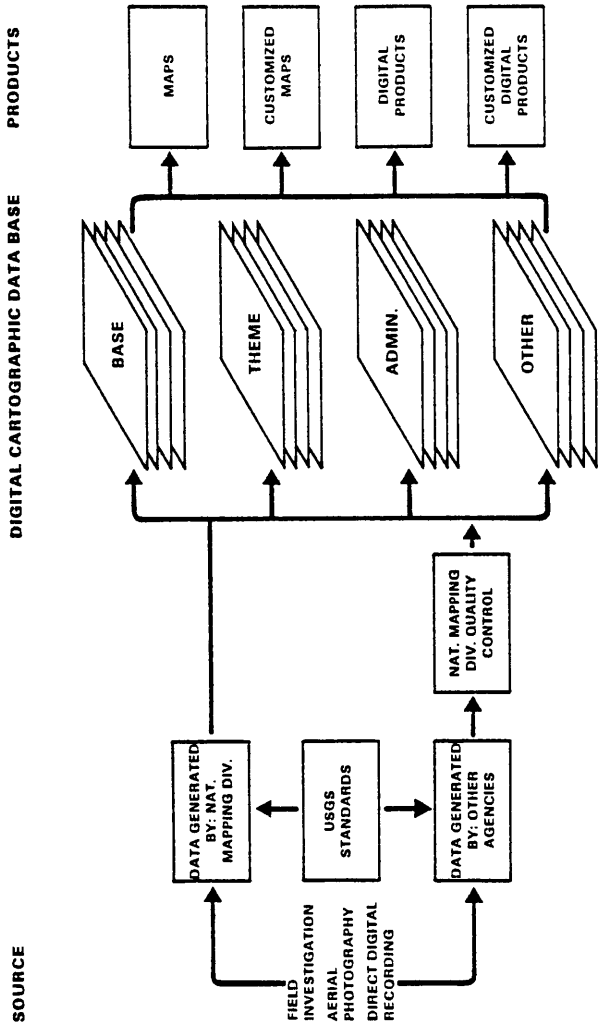 SOURCE
DIGITAL CARTOGRAPHIC DATA BASE
PRODUCTS
FIELD
INVESTIGATION
AERIAL
PHOTOGRAPHY
DIRECT DIGITAL
RECORDING
DATA GENERATED
BY: NAT.
MAPPING DIV.
USGS
STANDARDS
DATA GENERATED
BY: OTHER
AGENCIES
NAT. MAPPING
DIV. QUALITY
CONTROL
BASE
THEME
ADMIN.
OTHER
MAPS
CUSTOMIZED
MAPS
DIGITAL
PRODUCTS
CUSTOMIZED
DIGITAL
PRODUCTS